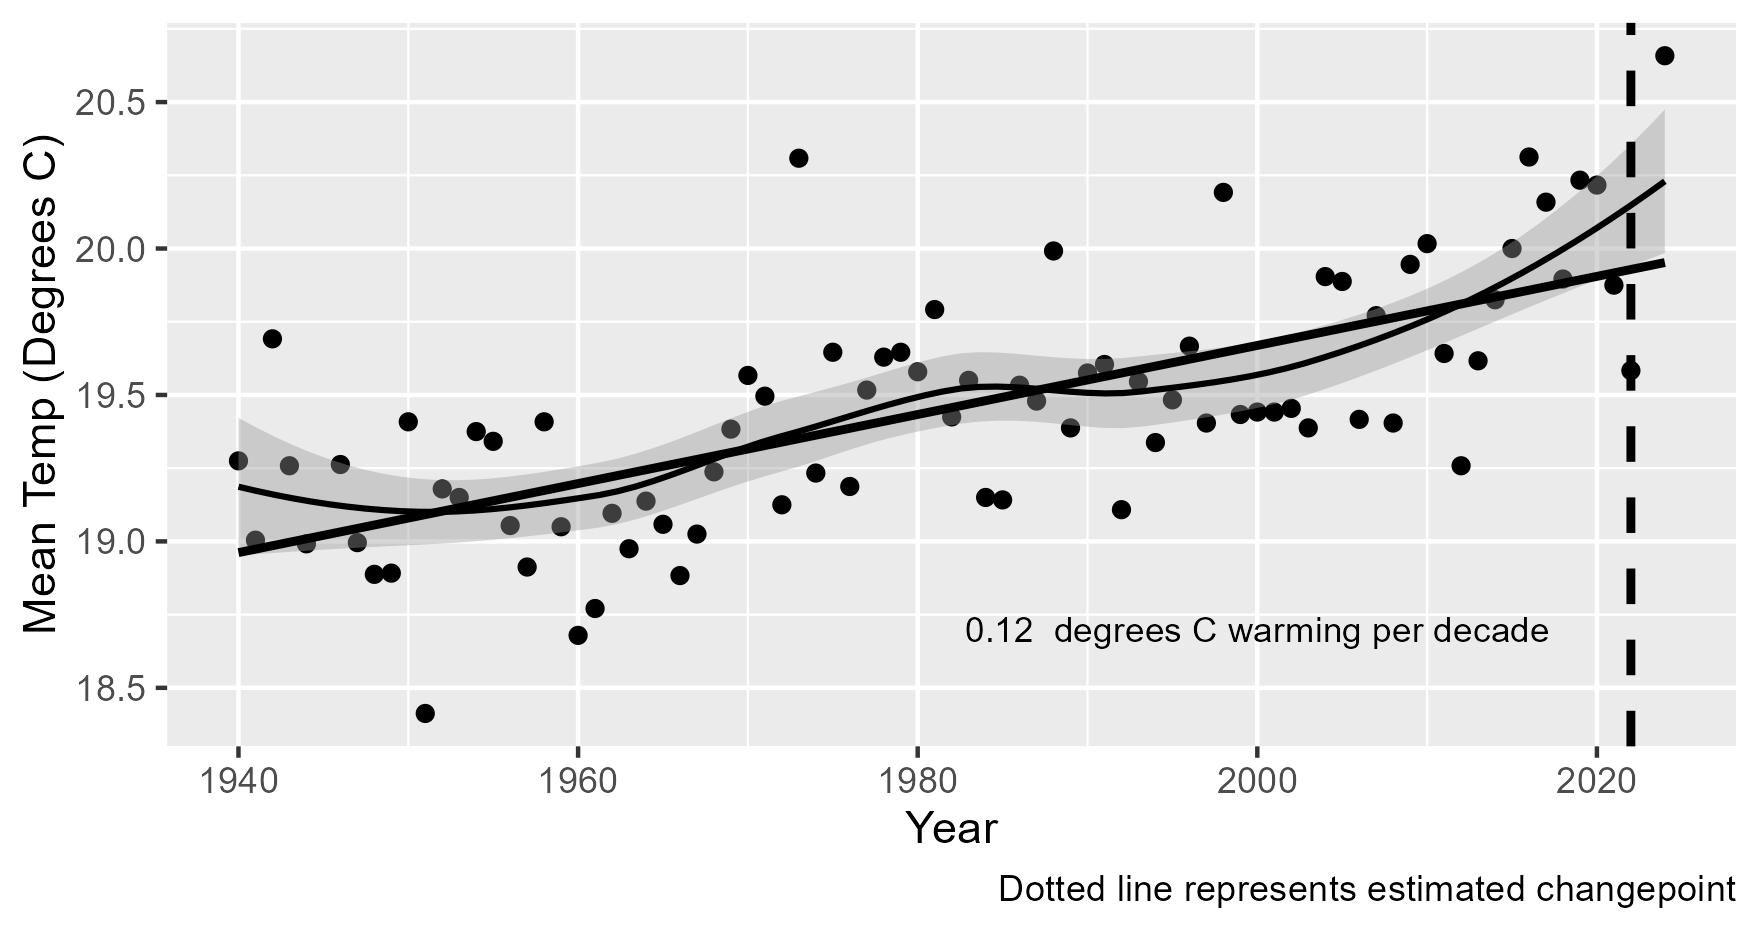 Mean Temp (Degrees C)
20.5
20.0
19.5
19.0
18.5
0.12  degrees C warming per decade
1940 1960 1980 2000 2020
Year
Dotted line represents estimated changepoint